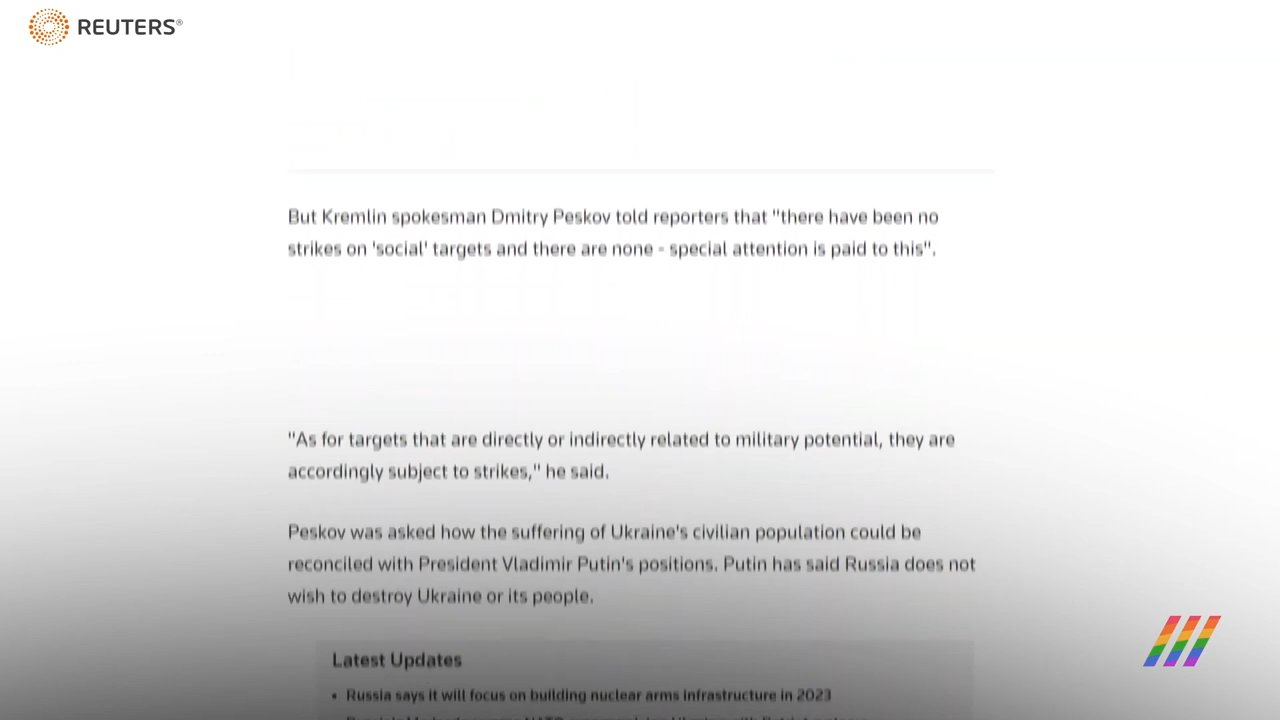 REUTERS®
But Kremlin spokesman Dmitry Peskov told reporters that "there have been no
strikes on 'social' targets and there are none - special attention is paid to this".
"As for targets that are directly or indirectly related to military potential, they are
accordingly subject to strikes," he said.
Peskov was asked how the suffering of Ukraine's civilian population could be
reconciled with President Vladimir Putin's positions. Putin has said Russia does not
wish to destroy Ukraine or its people.
Latest Updates
• Russia says it will focus on building nuclear arms infrastructure in 2023